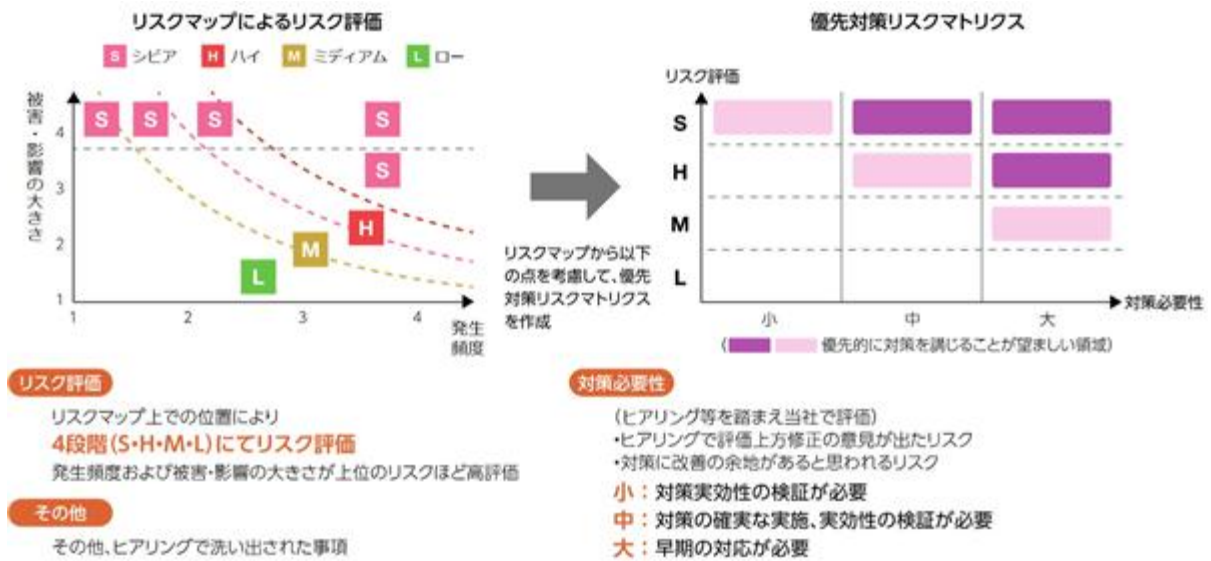 リスクマップによるリスク評価
S シビア H ハイ M ミディアム L ロー
被害・影響の大きさ
4
3
2
1
S S S S
S
H
M
L
1 2 3 4
発生頻度
リスクマップから以下
の点を考慮して、優先
対策リスクマトリクス
を作成
優先対策リスクマトリクス
リスク評価
S
H
M
L
小 中 大
対策必要性
( 優先的に対策を講じることが望ましい領域)
リスク評価
リスクマップ上での位置により
4段階(S・H・M・L)にてリスク評価
発生頻度および被害・影響の大きさが上位のリスクほど高評価
その他
その他、ヒアリングで洗い出された事項
対策必要性
(ヒアリング等を踏まえ当社で評価)
・ヒアリングで評価上方修正の意見が出たリスク
・対策に改善の余地があると思われるリスク
小：対策実効性の検証が必要
中：対策の確実な実施、実効性の検証が必要
大：早期の対応が必要